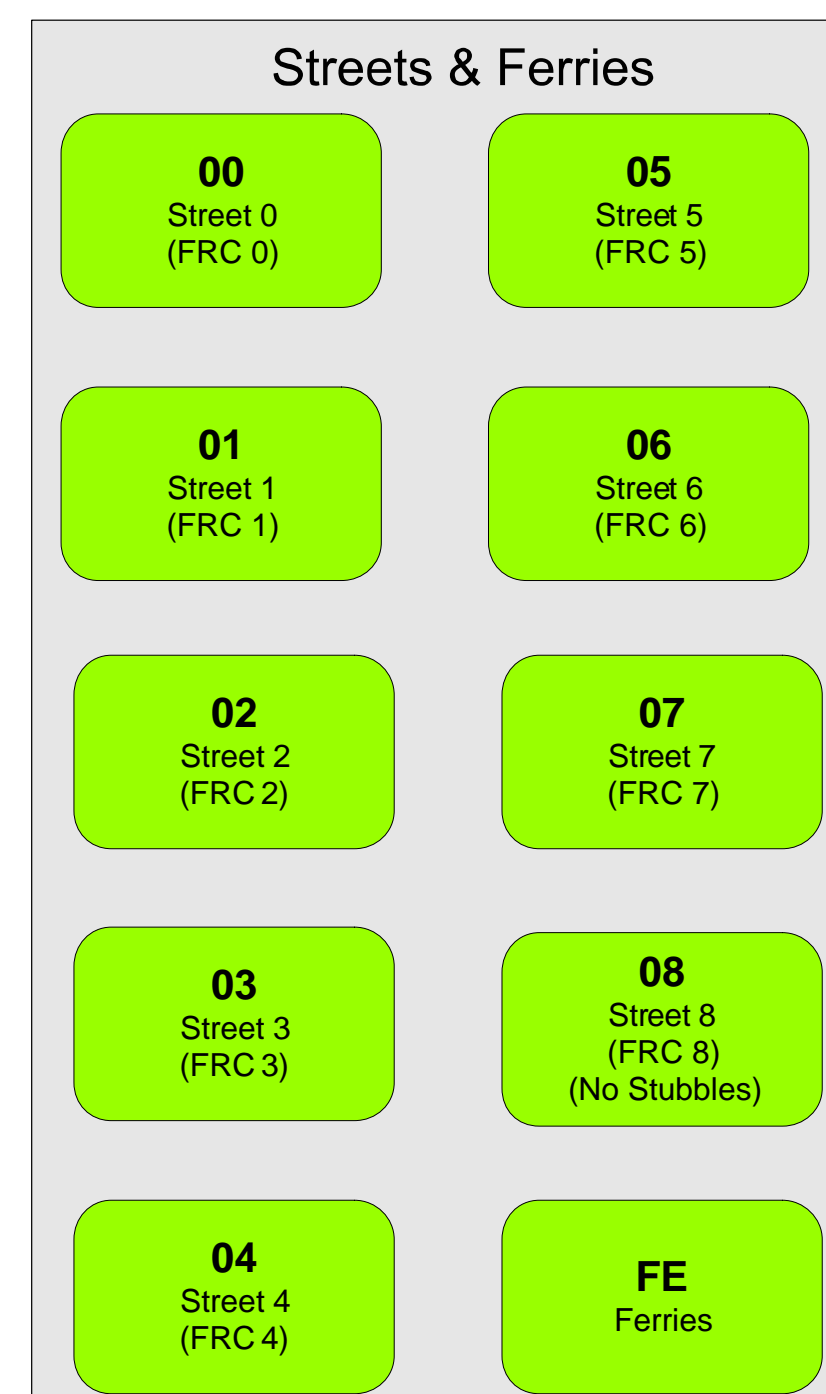 Streets & Ferries
00
Street 0
(FRC 0)
01
Street 1
(FRC 1)
02
Street 2
(FRC 2)
03
Street 3
(FRC 3)
04
Street 4
(FRC 4)
05
Street 5
(FRC 5)
06
Street 6
(FRC 6)
07
Street 7
(FRC 7)
08
Street 8
(FRC 8)
(No Stubbles)
FE
Ferries